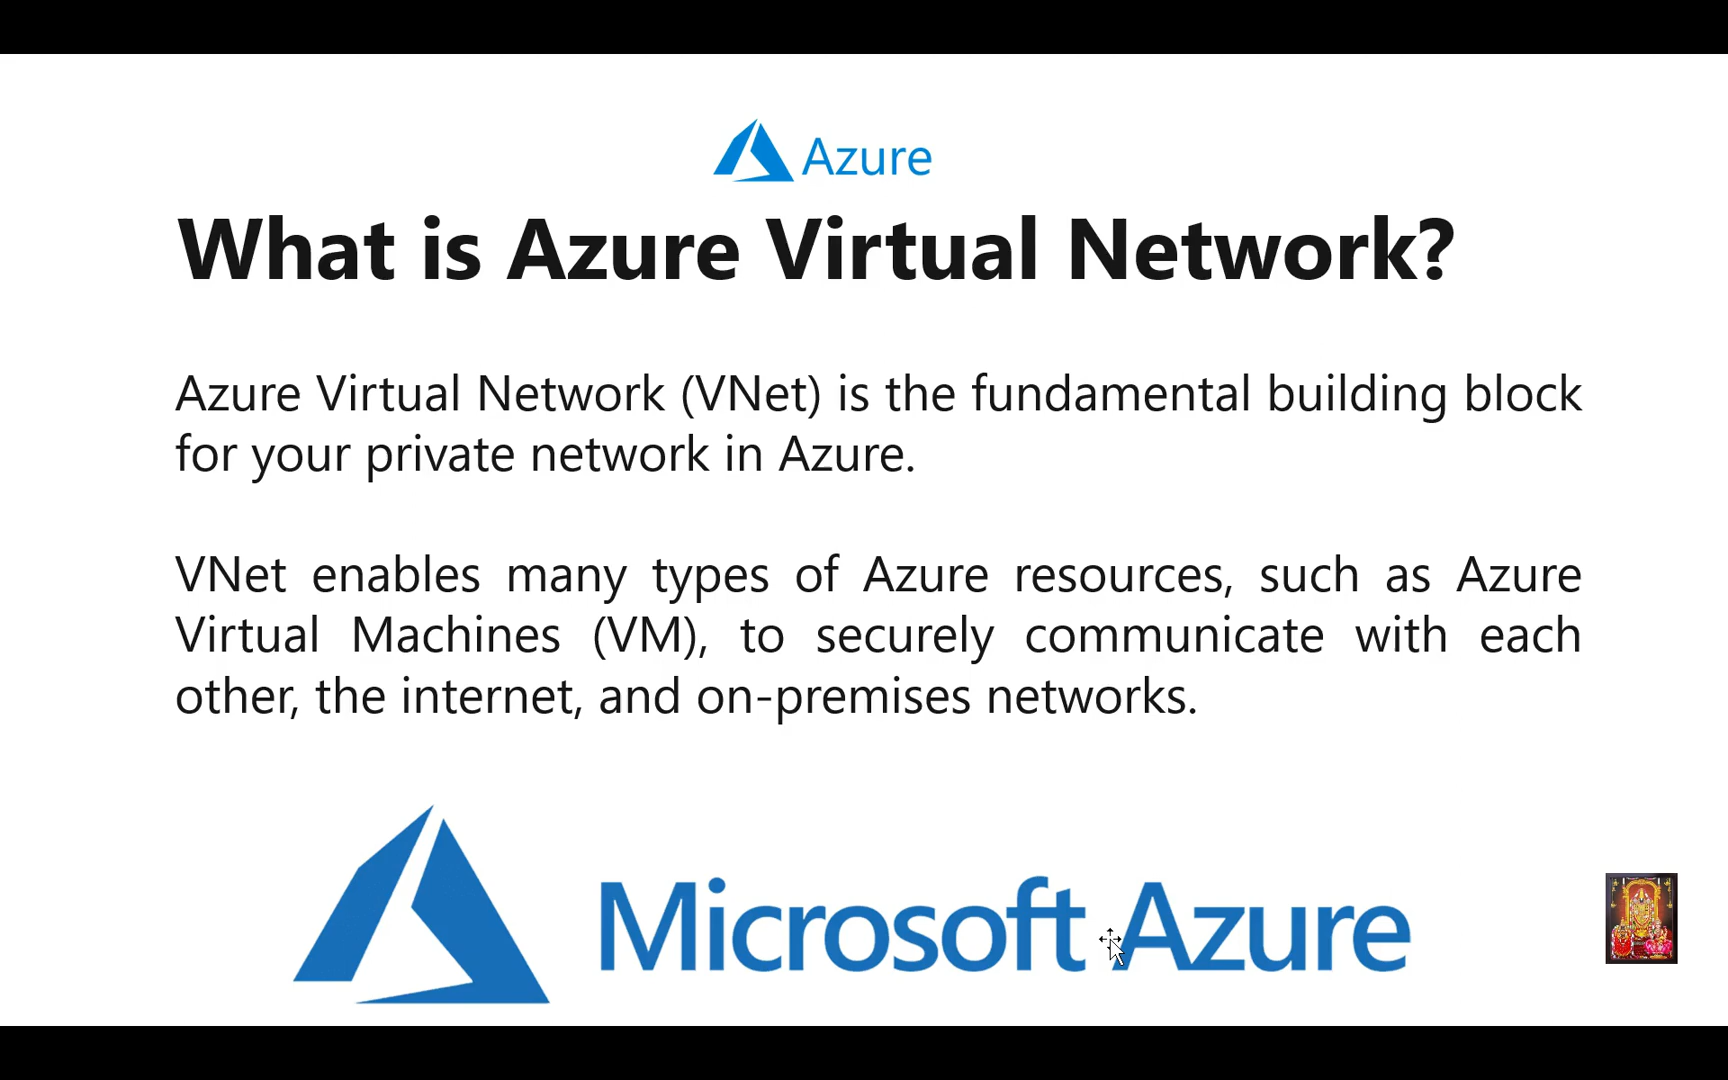 Azure
What is Azure Virtual Network?
Azure Virtual Network (VNet) is the fundamental building block
for your private network in Azure.
VNet enables many types of Azure resources, such as Azure
Virtual Machines (VM), to securely communicate with each
other, the internet, and on-premises networks.
Microsoft Azure